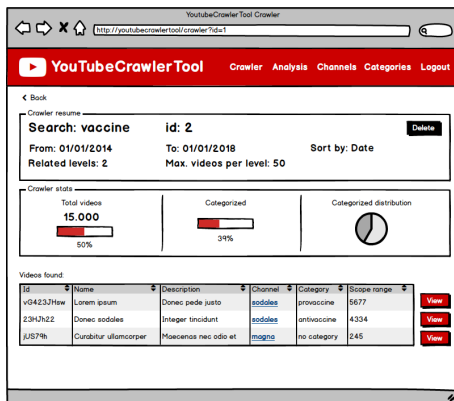 YoutubeCrawlerTool Crawler
http://youtubecrawlertool/crawler?id=1
YouTubeCrawlerTool Crawler Analysis Channels Categories Logout
Back
Crawler resume
Search: vaccine id: 2 Delete
From: 01/01/2014 To: 01/01/2018 Sort by: Date
Related levels: 2 Max. videos per level: 50
Crawler stats
Total videos Categorized Categorized distribution
15.000
50% 39%
Videos found:
Id Name Description Channel Category Scope range
vG423JHsw Lorem ipsum Donec pede justo sodales provaccine 5677 View
23HJh22 Donec sodales Integer tincidunt sodales antivaccine 4334 View
jUS79h Curabitur ullamcorper Maecenas nec odio et magna no category 245 View